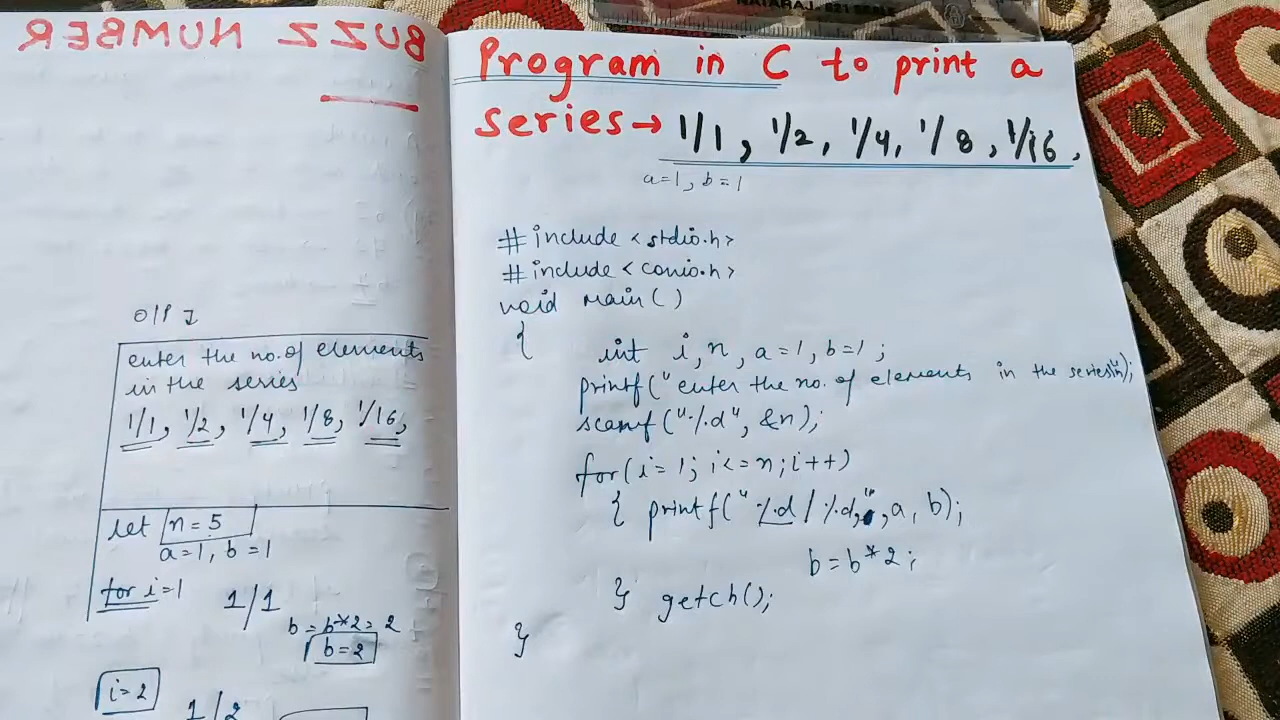 BUZZ NUMBER
O/P I
enter the no. of elements
in the series
1/1, 1/2, 1/4, 1/8, 1/16,
let n=5
a=1, b=1
for i=1 1/1
b=b*2=2
b=2
i=2
1/2
Program in C to print a
series→ 1/1, 1/2, 1/4, 1/8, 1/16,
a=1, b=1
#include <stdio.h>
#include <conio.h>
void main()
{
int i, n, a=1, b=1;
printf("enter the no. of elements in the series\n");
scanf("%d", &n);
for(i=1; i<=n; i++)
{ printf("%d/%d,", a, b);
b=b*2;
} getch();
}